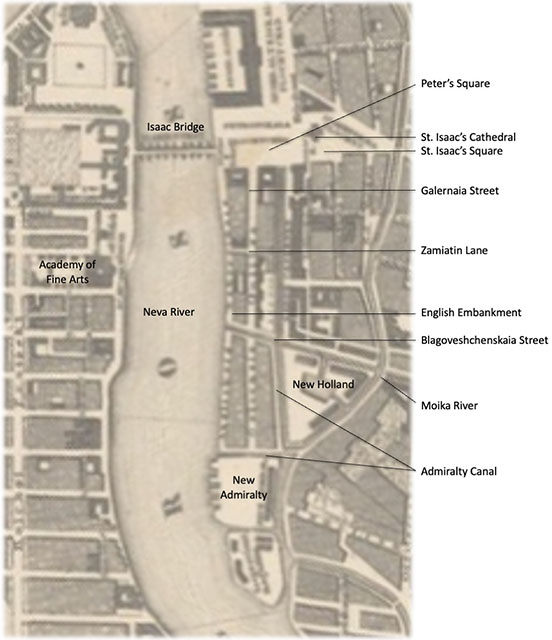 Peter's Square
Isaac Bridge
St. Isaac's Cathedral
St. Isaac's Square
Galernaia Street
Zamiatin Lane
Academy of
Fine Arts
Neva River
English Embankment
Blagoveshchenskaia Street
New Holland
Moika River
Admiralty Canal
New
Admiralty